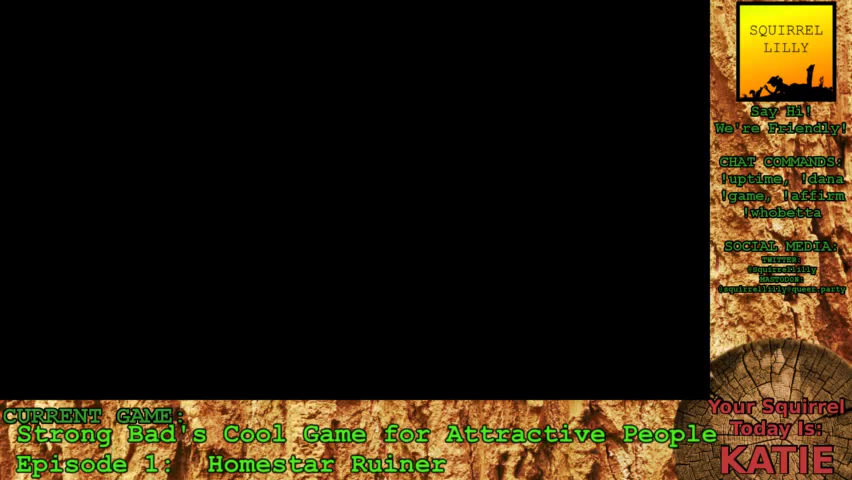 SQUIRREL
LILLY
Say Hi!
We're Friendly!
CHAT COMMANDS:
!uptime, !dana
!game, !affirm
!whobetta
SOCIAL MEDIA:
TWITTER:
@Squirrellilly
MASTODON:
@squirrellilly@queer.party
CURRENT GAME:
Strong Bad's Cool Game for Attractive People
Episode 1: Homestar Ruiner
Your Squirrel
Today Is:
KATIE